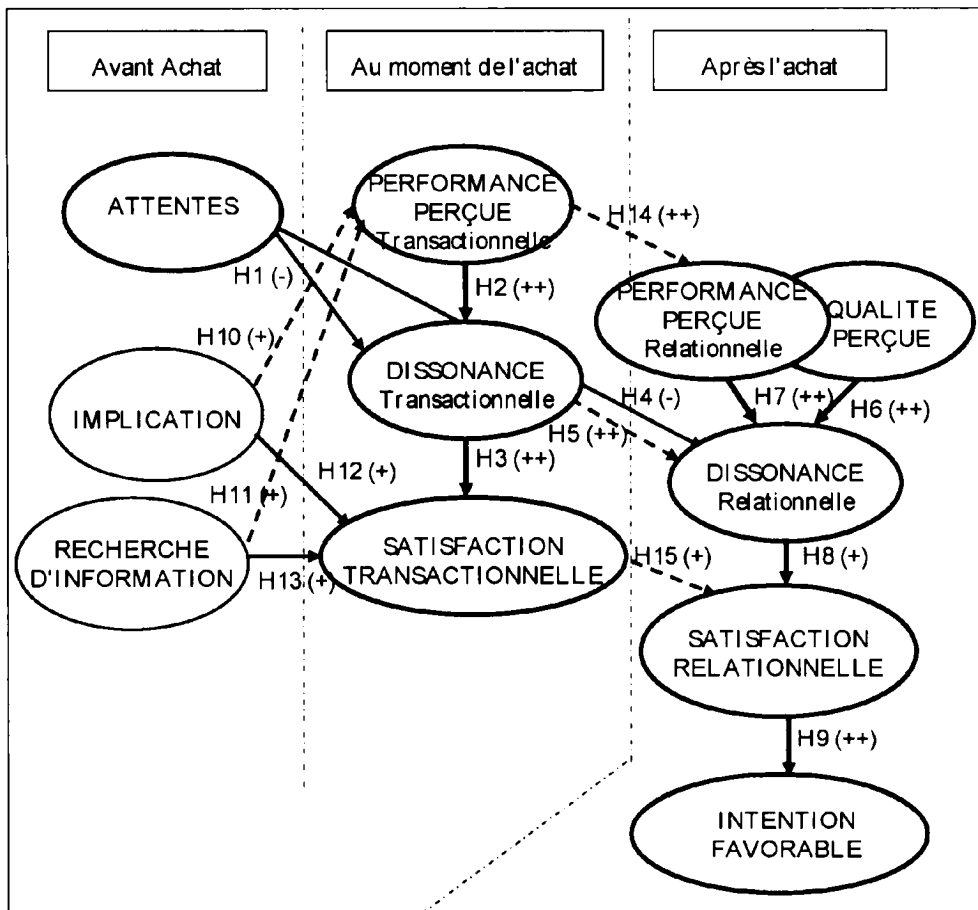 Avant Achat
Au moment de l'achat
Après l'achat
ATTENTES
PERFORMANCE
PERÇUE
Transactionnelle
H14 (++)
H1 (-)
H2 (++)
PERFORMANCE
PERÇUE
Relationnelle
QUALITE
PERÇUE
H10 (+)
DISSONANCE
Transactionnelle
H4 (-)
H7 (++)
H6 (++)
IMPLICATION
H5 (++)
H12 (+)
H3 (++)
DISSONANCE
Relationnelle
H11 (+)
RECHERCHE
D'INFORMATION
H13 (+)
SATISFACTION
TRANSACTIONNELLE
H15 (+)
H8 (+)
SATISFACTION
RELATIONNELLE
H9 (++)
INTENTION
FAVORABLE